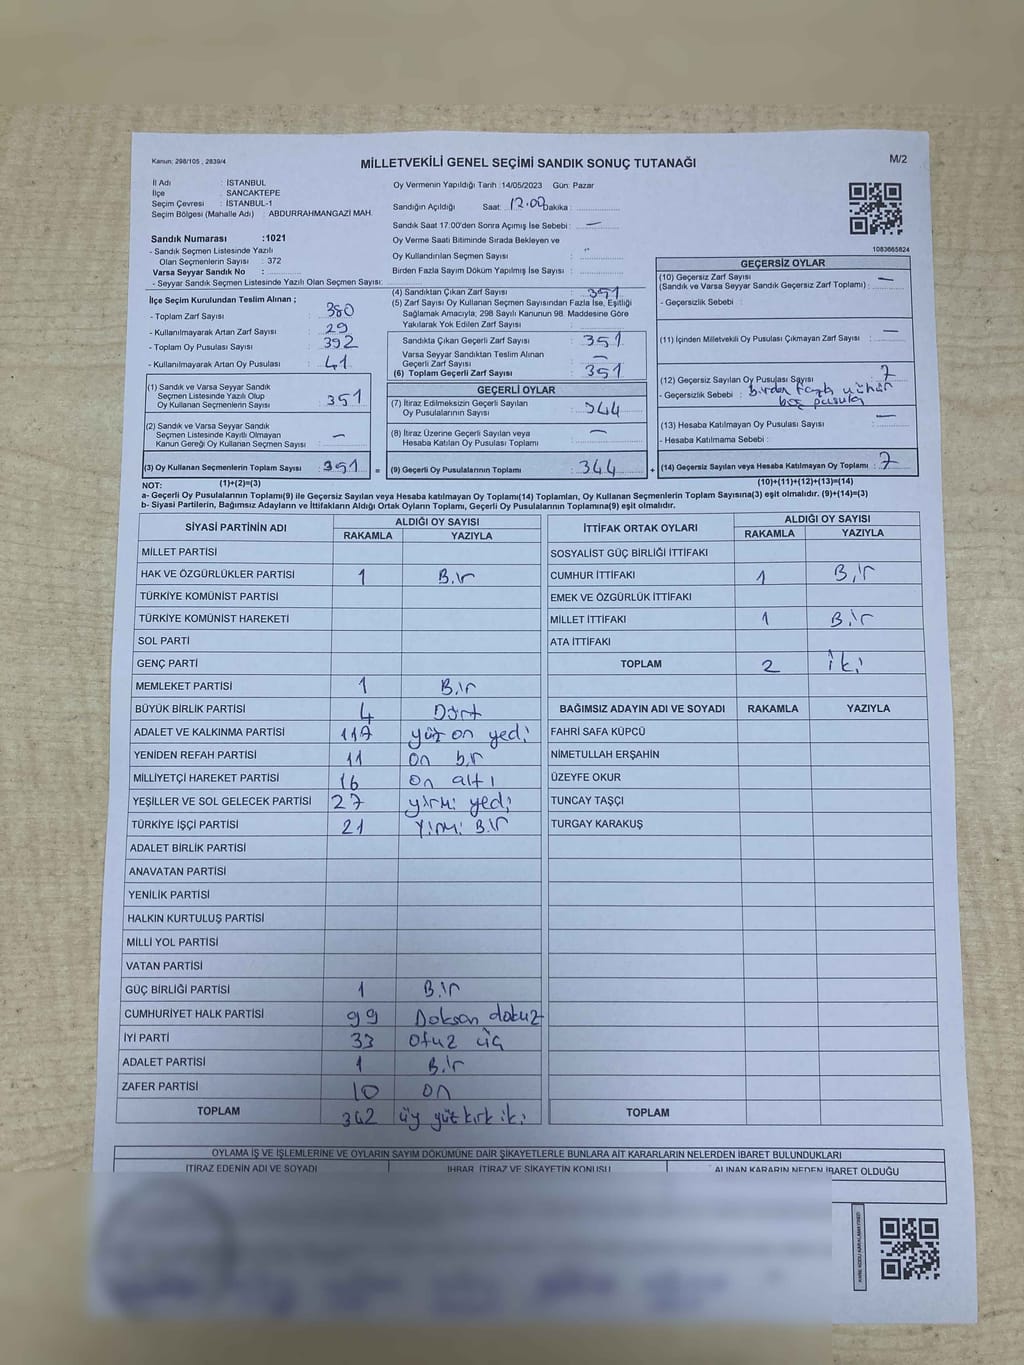 Kanun: 298/105 , 2839/4
MİLLETVEKİLİ GENEL SEÇİMİ SANDIK SONUÇ TUTANAĞI
M/2
İl Adı : İSTANBUL
İlçe : SANCAKTEPE
Seçim Çevresi : İSTANBUL-1
Seçim Bölgesi (Mahalle Adı) : ABDURRAHMANGAZİ MAH.
Sandık Numarası :1021
- Sandık Seçmen Listesinde Yazılı
Olan Seçmenlerin Sayısı : 372
Varsa Seyyar Sandık No :
- Seyyar Sandık Seçmen Listesinde Yazılı Olan Seçmen Sayısı:
Oy Vermenin Yapıldığı Tarih :14/05/2023 Gün: Pazar
Sandığın Açıldığı Saat: 17.00 Dakika :
Sandık Saat 17:00'den Sonra Açımış İse Sebebi : —
Oy Verme Saati Bitiminde Sırada Bekleyen ve
Oy Kullandırılan Seçmen Sayısı :
Birden Fazla Sayım Döküm Yapılmış İse Sayısı :
1083665824
İlçe Seçim Kurulundan Teslim Alınan ;
- Toplam Zarf Sayısı : 380
- Kullanılmayarak Artan Zarf Sayısı : 29
- Toplam Oy Pusulası Sayısı : 392
- Kullanılmayarak Artan Oy Pusulası : 41
(1) Sandık ve Varsa Seyyar Sandık
Seçmen Listesinde Yazılı Olup
Oy Kullanan Seçmenlerin Sayısı : 351
(2) Sandık ve Varsa Seyyar Sandık
Seçmen Listesinde Kayıtlı Olmayan
Kanun Gereği Oy Kullanan Seçmen Sayısı : —
(3) Oy Kullanan Seçmenlerin Toplam Sayısı : 351 =
(4) Sandıktan Çıkan Zarf Sayısı : 351
(5) Zarf Sayısı Oy Kullanan Seçmen Sayısından Fazla İse, Eşitliği
Sağlamak Amacıyla, 298 Sayılı Kanunun 98. Maddesine Göre
Yakılarak Yok Edilen Zarf Sayısı :
Sandıkta Çıkan Geçerli Zarf Sayısı : 351
Varsa Seyyar Sandıktan Teslim Alınan
Geçerli Zarf Sayısı : —
(6) Toplam Geçerli Zarf Sayısı : 351
GEÇERLİ OYLAR
(7) İtiraz Edilmeksizin Geçerli Sayılan
Oy Pusulalarının Sayısı : 344
(8) İtiraz Üzerine Geçerli Sayılan veya
Hesaba Katılan Oy Pusulası Toplamı : —
(9) Geçerli Oy Pusulalarının Toplamı : 344 +
GEÇERSİZ OYLAR
(10) Geçersiz Zarf Sayısı —
(Sandık ve Varsa Seyyar Sandık Geçersiz Zarf Toplamı) :
- Geçersizlik Sebebi :
(11) İçinden Milletvekili Oy Pusulası Çıkmayan Zarf Sayısı : —
(12) Geçersiz Sayılan Oy Pusulası Sayısı : 7
- Geçersizlik Sebebi : birden fazla mühür
boş pusula
(13) Hesaba Katılmayan Oy Pusulası Sayısı : —
- Hesaba Katılmama Sebebi :
(14) Geçersiz Sayılan veya Hesaba Katılmayan Oy Toplamı : 7
NOT: (1)+(2)=(3) (10)+(11)+(12)+(13)=(14)
a- Geçerli Oy Pusulalarının Toplamı(9) ile Geçersiz Sayılan veya Hesaba katılmayan Oy Toplamı(14) Toplamları, Oy Kullanan Seçmenlerin Toplam Sayısına(3) eşit olmalıdır. (9)+(14)=(3)
b- Siyasi Partilerin, Bağımsız Adayların ve İttifakların Aldığı Ortak Oyların Toplamı, Geçerli Oy Pusulalarının Toplamına(9) eşit olmalıdır.
SİYASİ PARTİNİN ADI ALDIĞI OY SAYISI
RAKAMLA YAZIYLA
MİLLET PARTİSİ
HAK VE ÖZGÜRLÜKLER PARTİSİ 1 Bir
TÜRKİYE KOMÜNİST PARTİSİ
TÜRKİYE KOMÜNİST HAREKETİ
SOL PARTİ
GENÇ PARTİ
MEMLEKET PARTİSİ 1 Bir
BÜYÜK BİRLİK PARTİSİ 4 Dört
ADALET VE KALKINMA PARTİSİ 117 yüz on yedi
YENİDEN REFAH PARTİSİ 11 on bir
MİLLİYETÇİ HAREKET PARTİSİ 16 on altı
YEŞİLLER VE SOL GELECEK PARTİSİ 27 yirmi yedi
TÜRKİYE İŞÇİ PARTİSİ 21 Yirmi Bir
ADALET BİRLİK PARTİSİ
ANAVATAN PARTİSİ
YENİLİK PARTİSİ
HALKIN KURTULUŞ PARTİSİ
MİLLİ YOL PARTİSİ
VATAN PARTİSİ
GÜÇ BİRLİĞİ PARTİSİ 1 Bir
CUMHURİYET HALK PARTİSİ 99 Doksan dokuz
İYİ PARTİ 33 otuz üç
ADALET PARTİSİ 1 Bir
ZAFER PARTİSİ 10 on
TOPLAM 342 üy yüz kırk iki
İTTİFAK ORTAK OYLARI ALDIĞI OY SAYISI
RAKAMLA YAZIYLA
SOSYALİST GÜÇ BİRLİĞİ İTTİFAKI
CUMHUR İTTİFAKI 1 Bir
EMEK VE ÖZGÜRLÜK İTTİFAKI
MİLLET İTTİFAKI 1 Bir
ATA İTTİFAKI
TOPLAM 2 iki
BAĞIMSIZ ADAYIN ADI VE SOYADI RAKAMLA YAZIYLA
FAHRİ SAFA KÜPCÜ
NİMETULLAH ERŞAHİN
ÜZEYFE OKUR
TUNCAY TAŞÇI
TURGAY KARAKUŞ
TOPLAM
OYLAMA İŞ VE İŞLEMLERİNE VE OYLARIN SAYIM DÖKÜMÜNE DAİR ŞİKAYETLERLE BUNLARA AİT KARARLARIN NELERDEN İBARET BULUNDUKLARI
İTİRAZ EDENİN ADI VE SOYADI İHBAR, İTİRAZ VE ŞİKAYETİN KONUSU ALINAN KARARIN NEDEN İBARET OLDUĞU